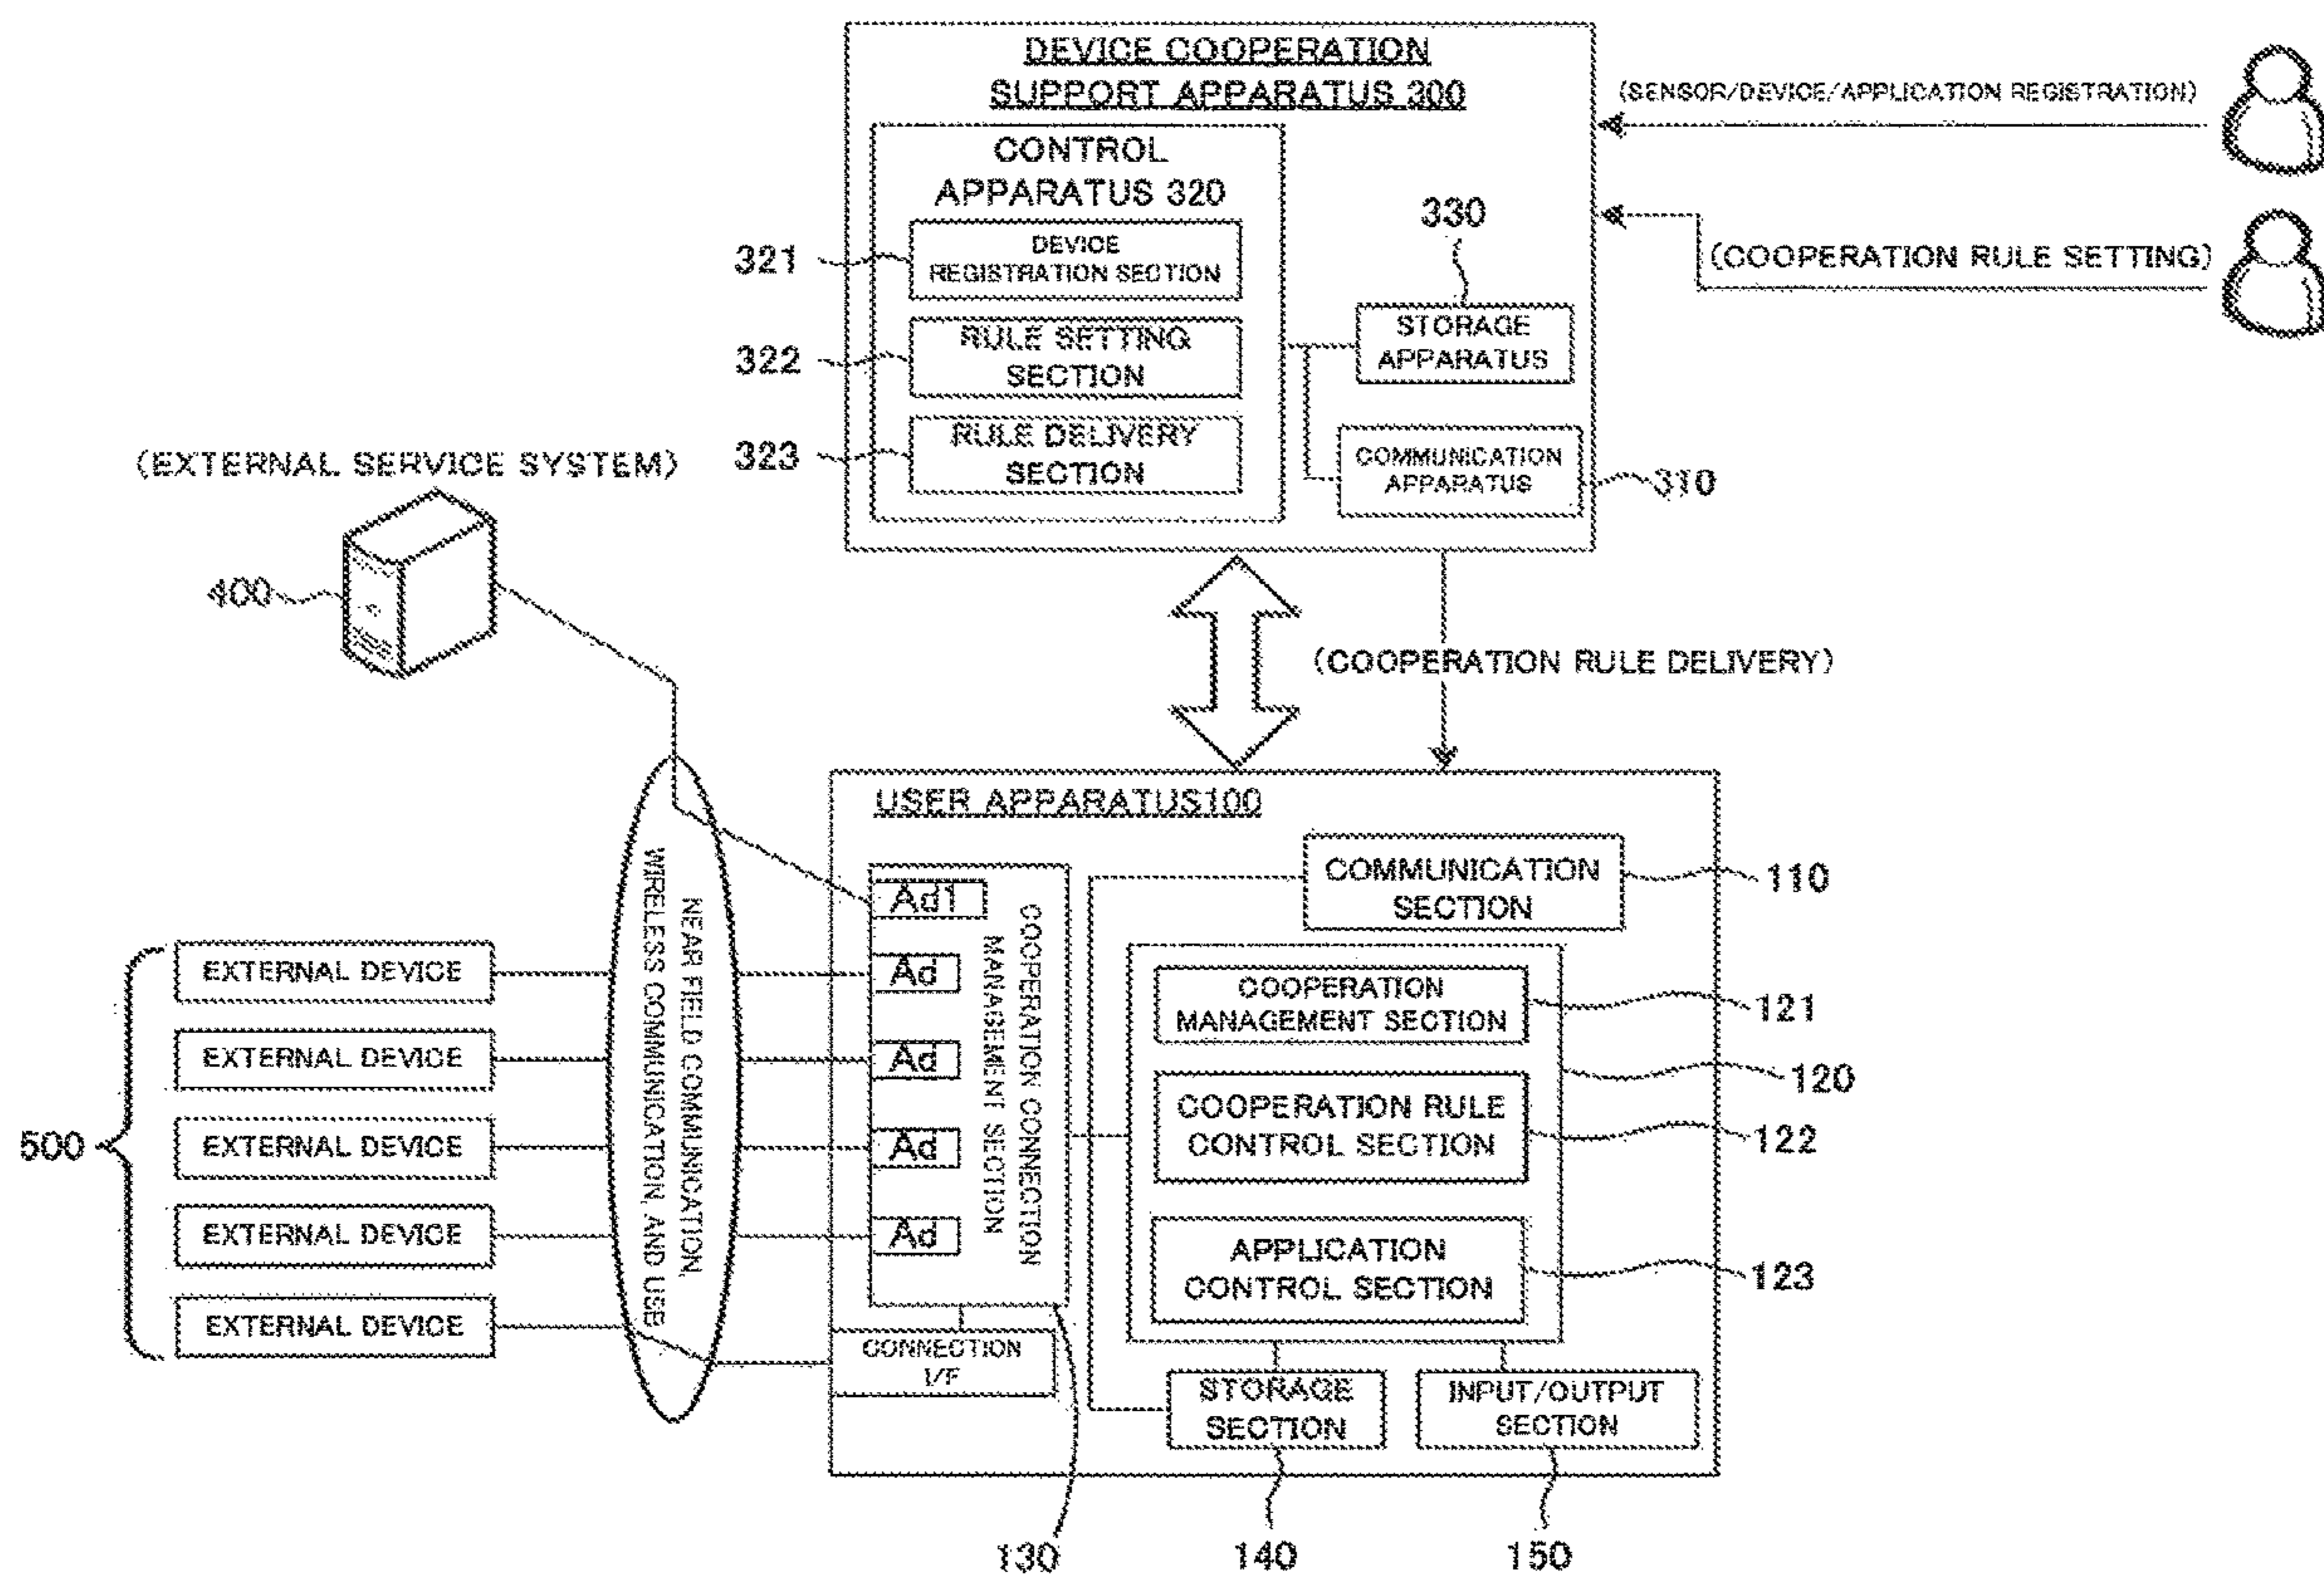 DEVICE COOPERATION
SUPPORT APPARATUS 300
(SENSOR/DEVICE/APPLICATION REGISTRATION)
(COOPERATION RULE SETTING)
CONTROL
APPARATUS 320
321
DEVICE
REGISTRATION SECTION
322
RULE SETTING
SECTION
323
RULE DELIVERY
SECTION
330
STORAGE
APPARATUS
COMMUNICATION
APPARATUS
310
(EXTERNAL SERVICE SYSTEM)
400
(COOPERATION RULE DELIVERY)
USER APPARATUS100
COMMUNICATION
SECTION
110
Ad1
Ad
Ad
Ad
Ad
COOPERATION CONNECTION
MANAGEMENT SECTION
COOPERATION
MANAGEMENT SECTION
121
120
COOPERATION RULE
CONTROL SECTION
122
APPLICATION
CONTROL SECTION
123
NEAR FIELD COMMUNICATION,
WIRELESS COMMUNICATION, AND USB
500
EXTERNAL DEVICE
EXTERNAL DEVICE
EXTERNAL DEVICE
EXTERNAL DEVICE
EXTERNAL DEVICE
CONNECTION
I/F
STORAGE
SECTION
INPUT/OUTPUT
SECTION
130
140
150